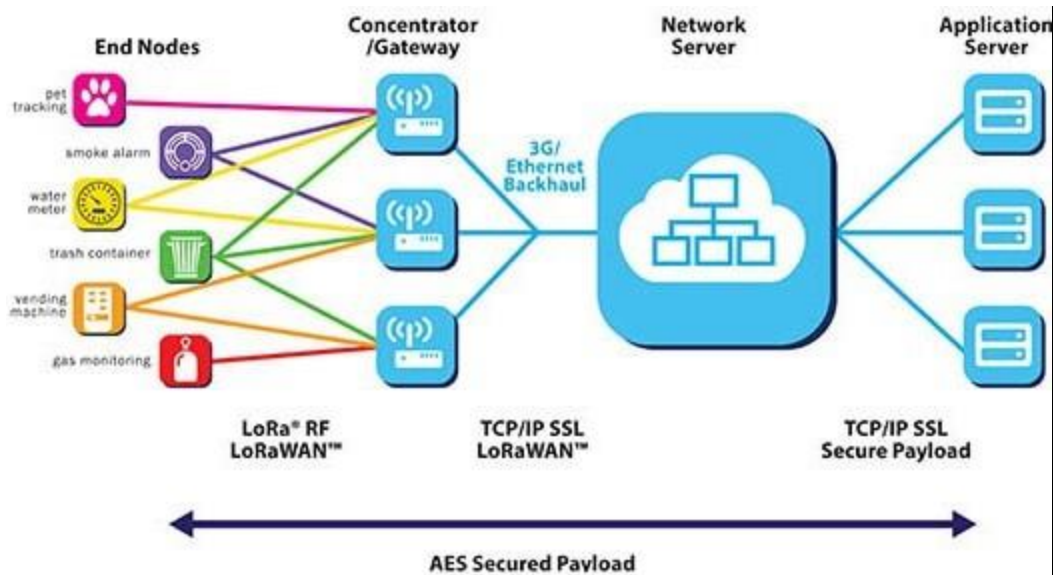 End Nodes
Concentrator
/Gateway
Network
Server
Application
Server
pet
tracking
smoke alarm
water
meter
trash container
vending
machine
gas monitoring
3G/
Ethernet
Backhaul
LoRa® RF
LoRaWAN™
TCP/IP SSL
LoRaWAN™
TCP/IP SSL
Secure Payload
AES Secured Payload